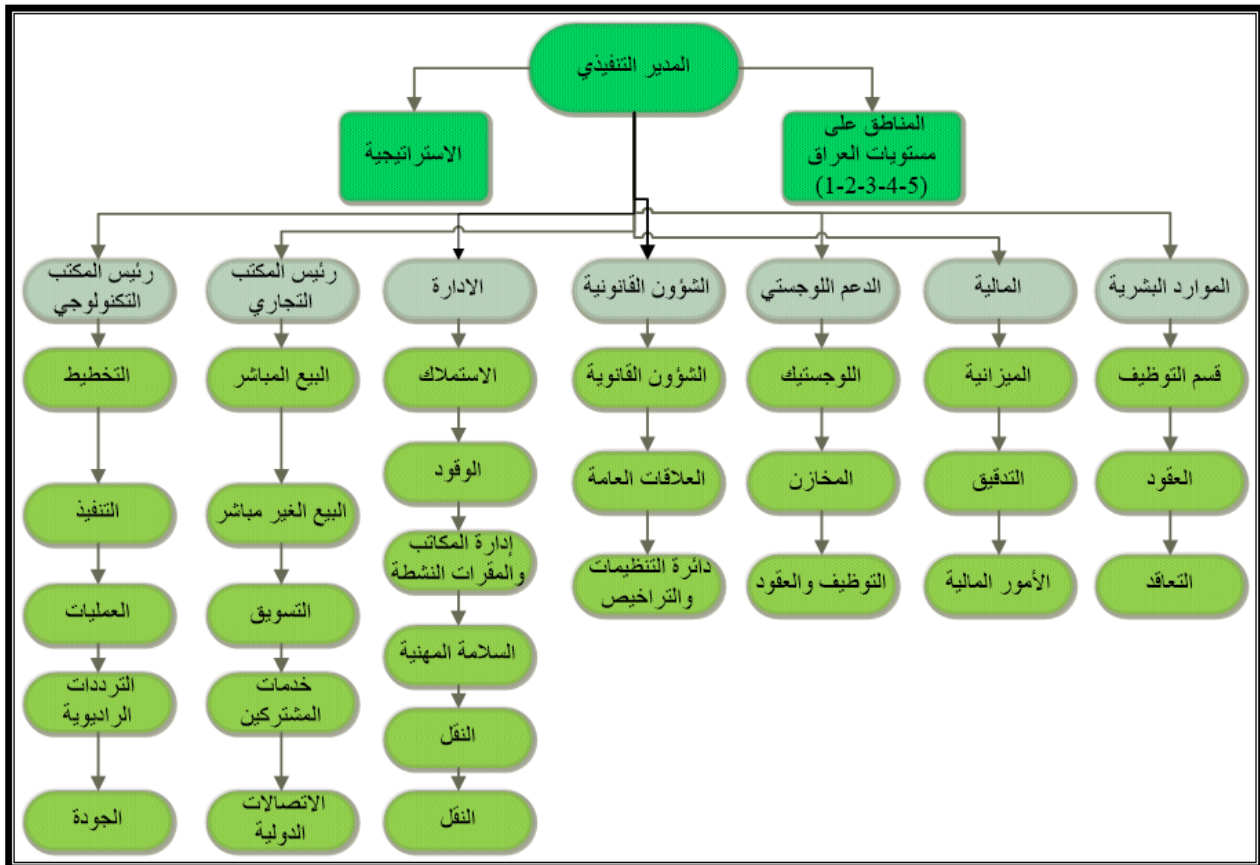 المدير التنفيذي
المناطق على
مستويات العراق
(1-2-3-4-5)
الاستراتيجية
الموارد البشرية
المالية
الدعم اللوجستي
الشؤون القانونية
الادارة
رئيس المكتب
التجاري
رئيس المكتب
التكنولوجي
قسم التوظيف
الميزانية
اللوجستيك
الشؤون القانوية
الاستملاك
البيع المباشر
التخطيط
العقود
التدقيق
المخازن
العلاقات العامة
الوقود
البيع الغير مباشر
التنفيذ
إدارة المكاتب
والمقرات النشطة
التعاقد
الأمور المالية
التوظيف والعقود
دائرة التنظيمات
والتراخيص
السلامة المهنية
التسويق
العمليات
النقل
خدمات
المشتركين
الترددات
الراديوية
النقل
الاتصالات
الدولية
الجودة